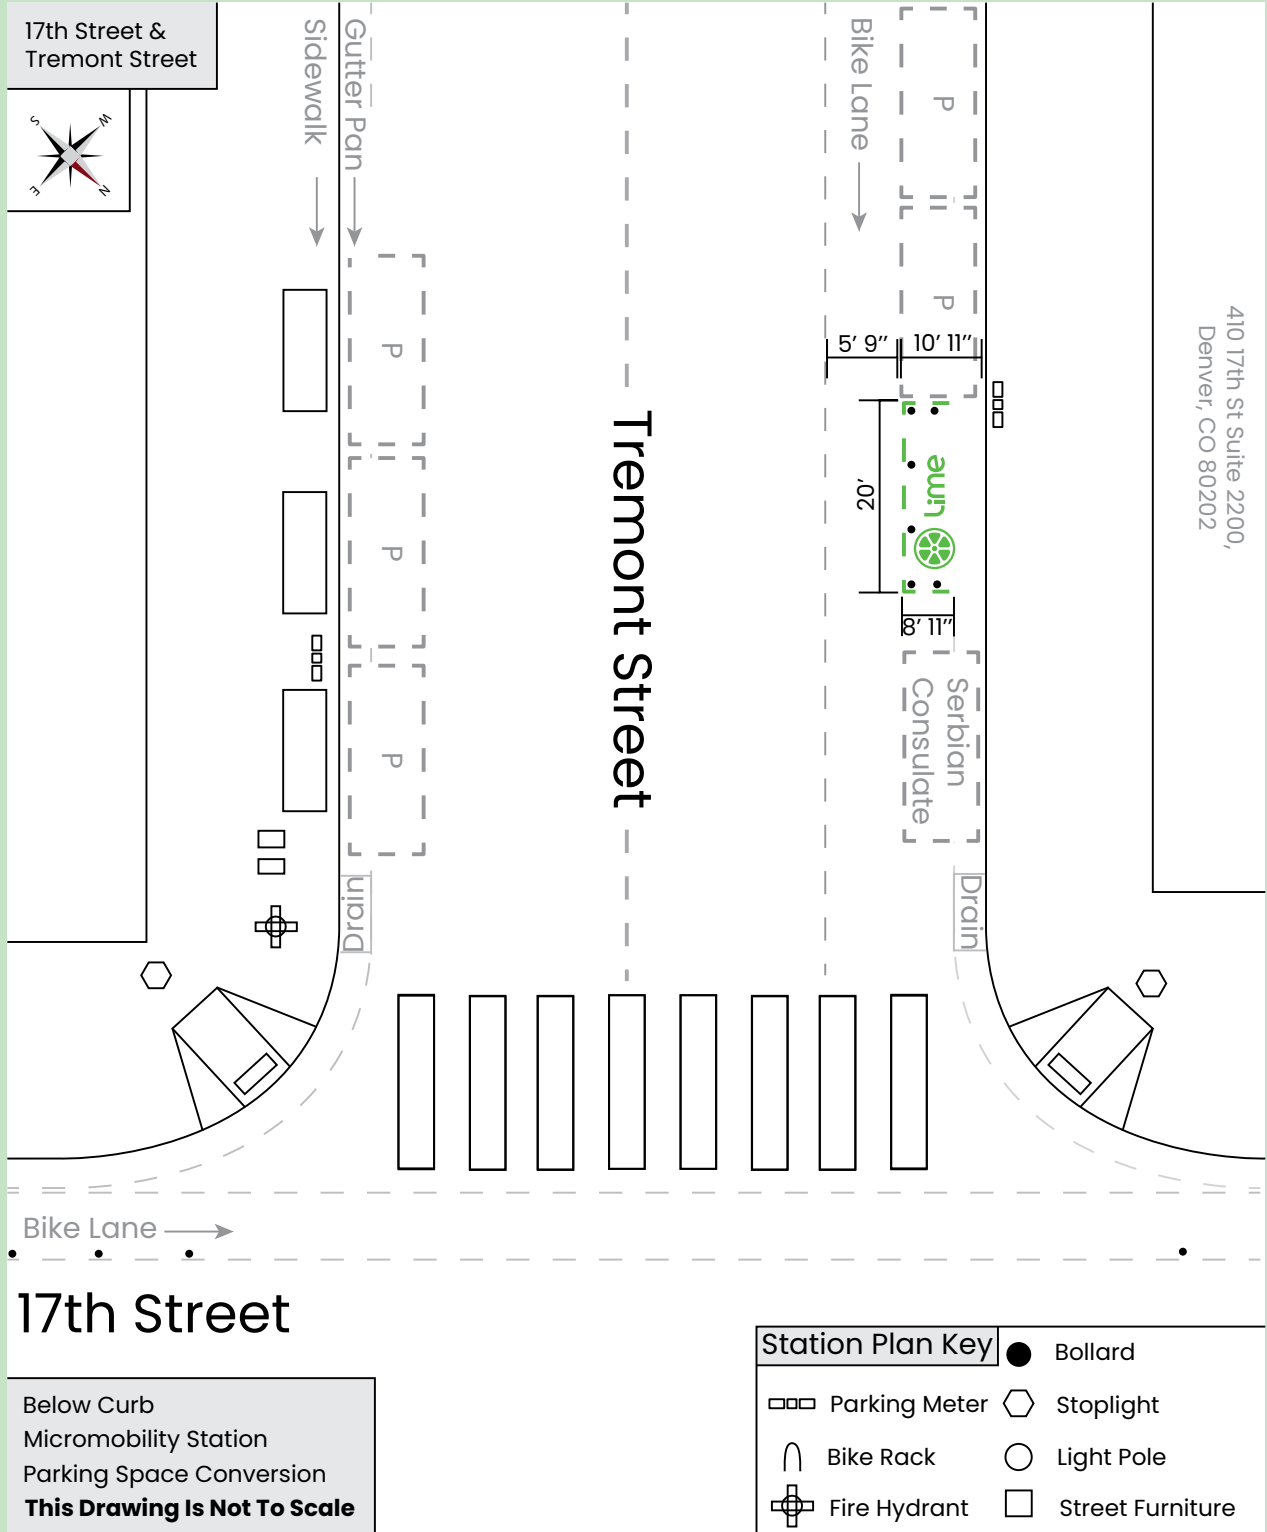 17th Street &
Tremont Street
S
W
E
N
Sidewalk
Gutter Pan
Bike Lane
P
P
P
P
P
5’ 9’’
10’ 11’’
20’
Lime
8’ 11’’
Serbian
Consulate
410 17th St Suite 2200,
Denver, CO 80202
Tremont Street
Drain
Drain
Bike Lane
17th Street
Below Curb
Micromobility Station
Parking Space Conversion
This Drawing Is Not To Scale
Station Plan Key
Bollard
Parking Meter
Stoplight
Bike Rack
Light Pole
Fire Hydrant
Street Furniture